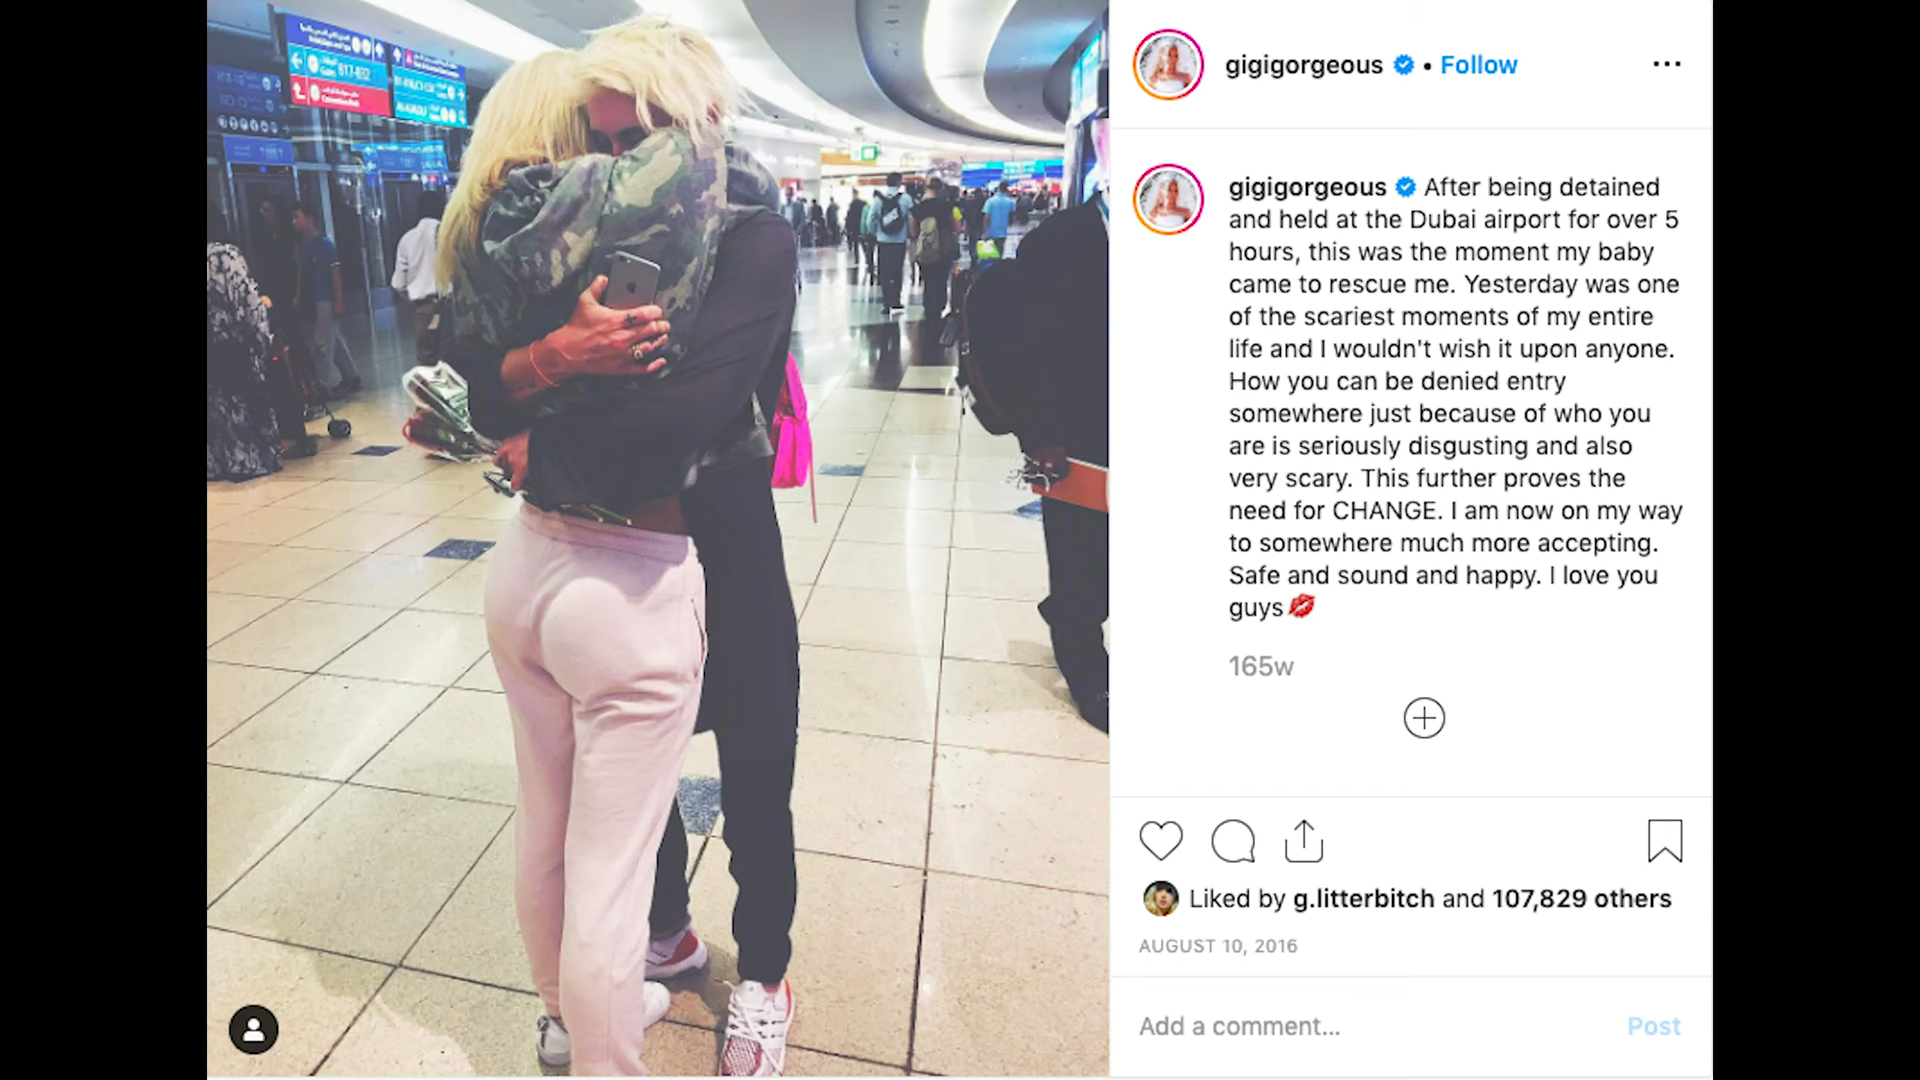 gigigorgeous • Follow
gigigorgeous After being detained
and held at the Dubai airport for over 5
hours, this was the moment my baby
came to rescue me. Yesterday was one
of the scariest moments of my entire
life and I wouldn't wish it upon anyone.
How you can be denied entry
somewhere just because of who you
are is seriously disgusting and also
very scary. This further proves the
need for CHANGE. I am now on my way
to somewhere much more accepting.
Safe and sound and happy. I love you
guys💋
165w
Liked by g.litterbitch and 107,829 others
AUGUST 10, 2016
Add a comment... Post